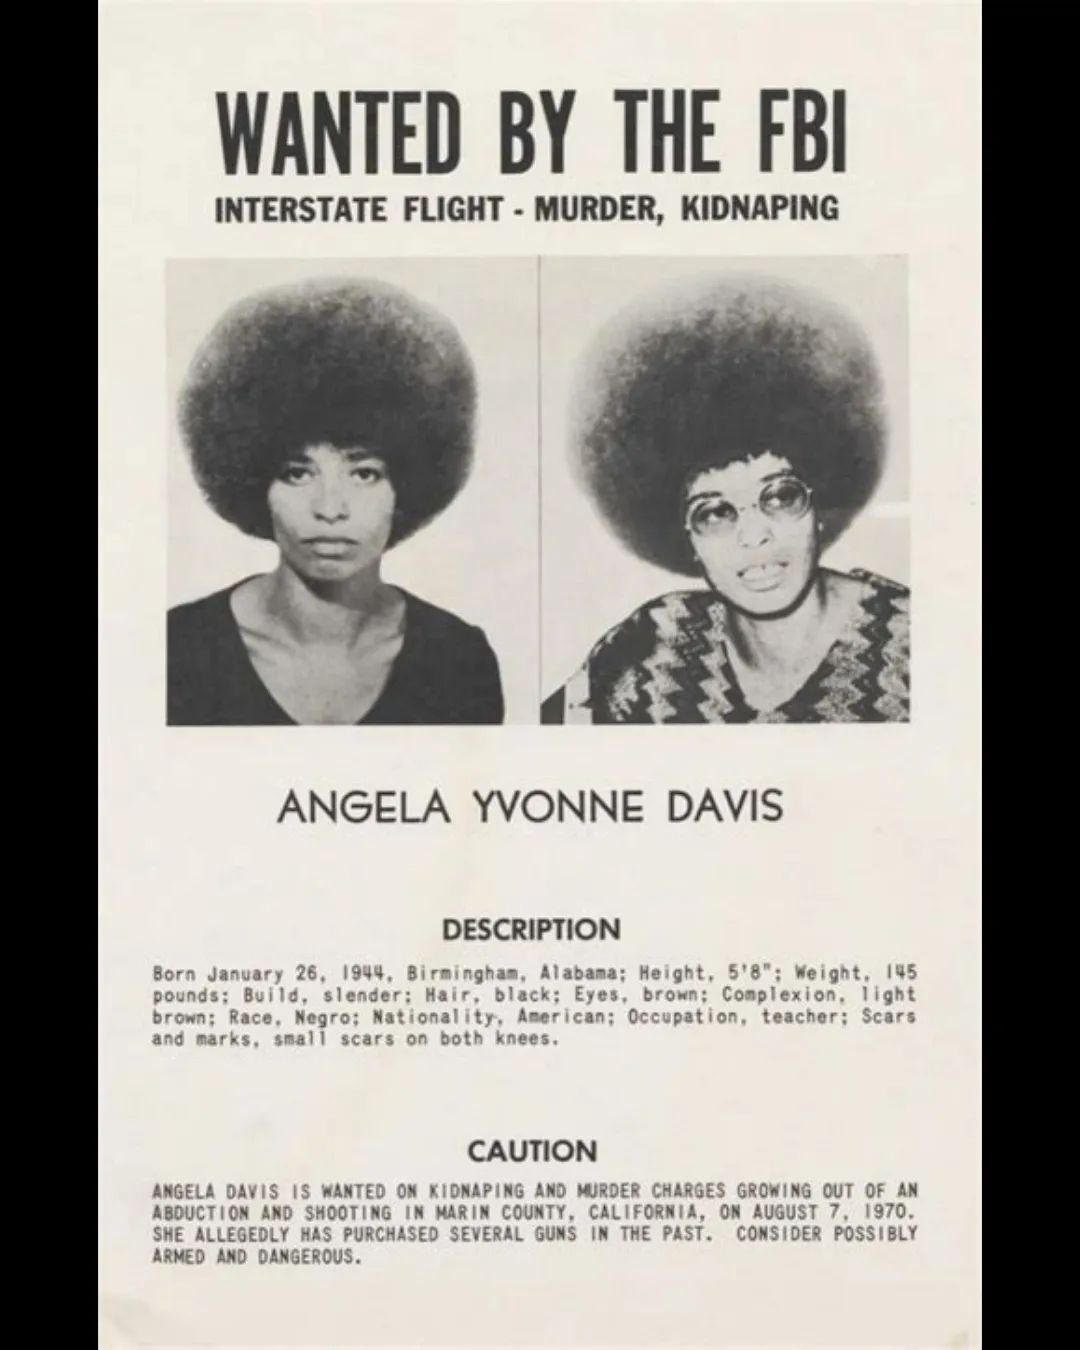 WANTED BY THE FBI
INTERSTATE FLIGHT - MURDER, KIDNAPING
ANGELA YVONNE DAVIS
DESCRIPTION
Born January 26, 1944, Birmingham, Alabama; Height, 5'8"; Weight, 145
pounds; Build, slender; Hair, black; Eyes, brown; Complexion, light
brown; Race, Negro; Nationality, American; Occupation, teacher; Scars
and marks, small scars on both knees.
CAUTION
ANGELA DAVIS IS WANTED ON KIDNAPING AND MURDER CHARGES GROWING OUT OF AN
ABDUCTION AND SHOOTING IN MARIN COUNTY, CALIFORNIA, ON AUGUST 7, 1970.
SHE ALLEGEDLY HAS PURCHASED SEVERAL GUNS IN THE PAST. CONSIDER POSSIBLY
ARMED AND DANGEROUS.